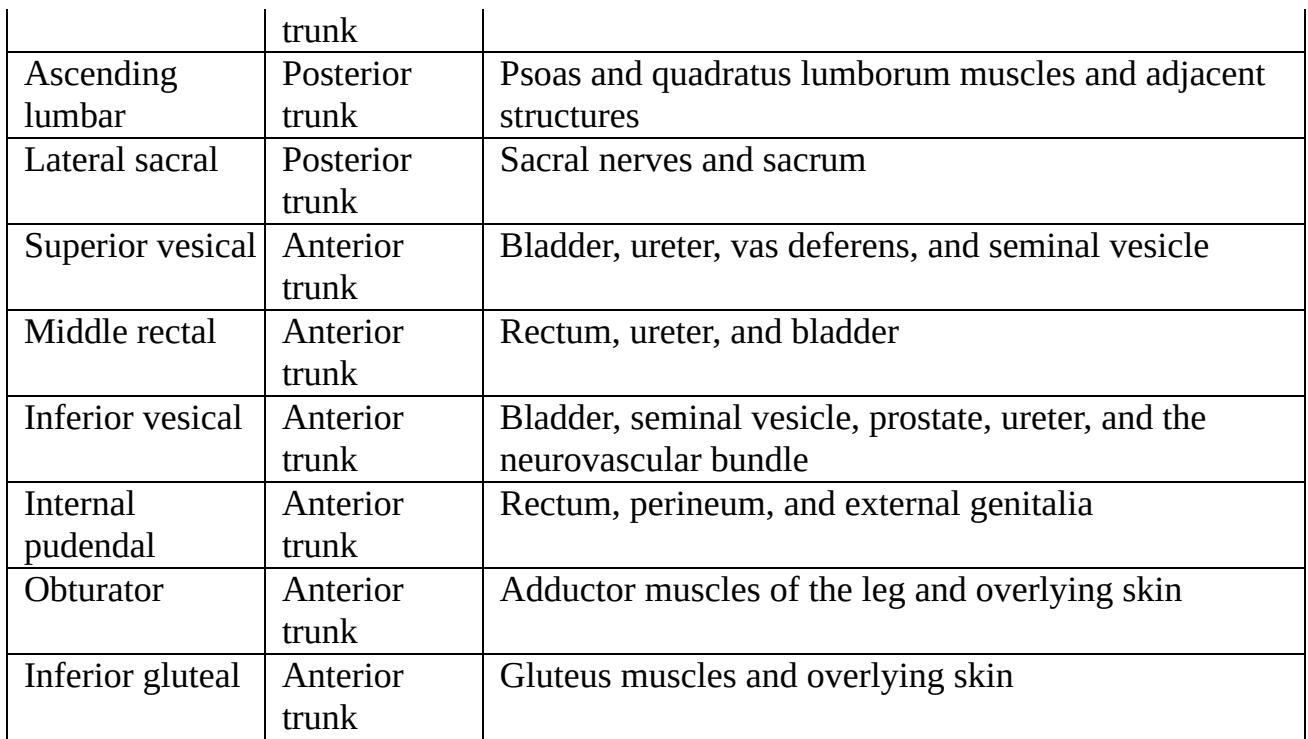 trunk
Ascending Posterior Psoas and quadratus lumborum muscles and adjacent
lumbar trunk structures
Lateral sacral Posterior Sacral nerves and sacrum
trunk
Superior vesical Anterior Bladder, ureter, vas deferens, and seminal vesicle
trunk
Middle rectal Anterior Rectum, ureter, and bladder
trunk
Inferior vesical Anterior Bladder, seminal vesicle, prostate, ureter, and the
trunk neurovascular bundle
Internal Anterior Rectum, perineum, and external genitalia
pudendal trunk
Obturator Anterior Adductor muscles of the leg and overlying skin
trunk
Inferior gluteal Anterior Gluteus muscles and overlying skin
trunk